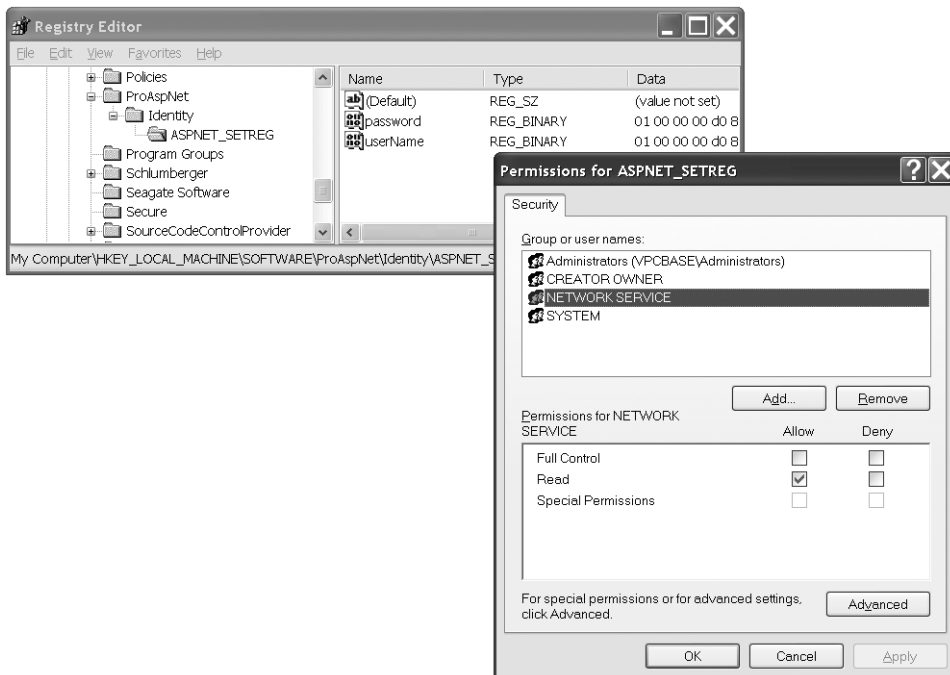 Registry Editor
File Edit View Favorites Help
Policies
ProAspNet
Identity
ASPNET_SETREG
Program Groups
Schlumberger
Seagate Software
Secure
SourceCodeControlProvider
Name Type Data
ab (Default) REG_SZ (value not set)
password REG_BINARY 01 00 00 00 d0 8
userName REG_BINARY 01 00 00 00 d0 8
My Computer\HKEY_LOCAL_MACHINE\SOFTWARE\ProAspNet\Identity\ASPNET_S
Permissions for ASPNET_SETREG
Security
Group or user names:
Administrators (VPCBASE\Administrators)
CREATOR OWNER
NETWORK SERVICE
SYSTEM
Add... Remove
Permissions for NETWORK
SERVICE Allow Deny
Full Control
Read
Special Permissions
For special permissions or for advanced settings,
click Advanced.
Advanced
OK Cancel Apply